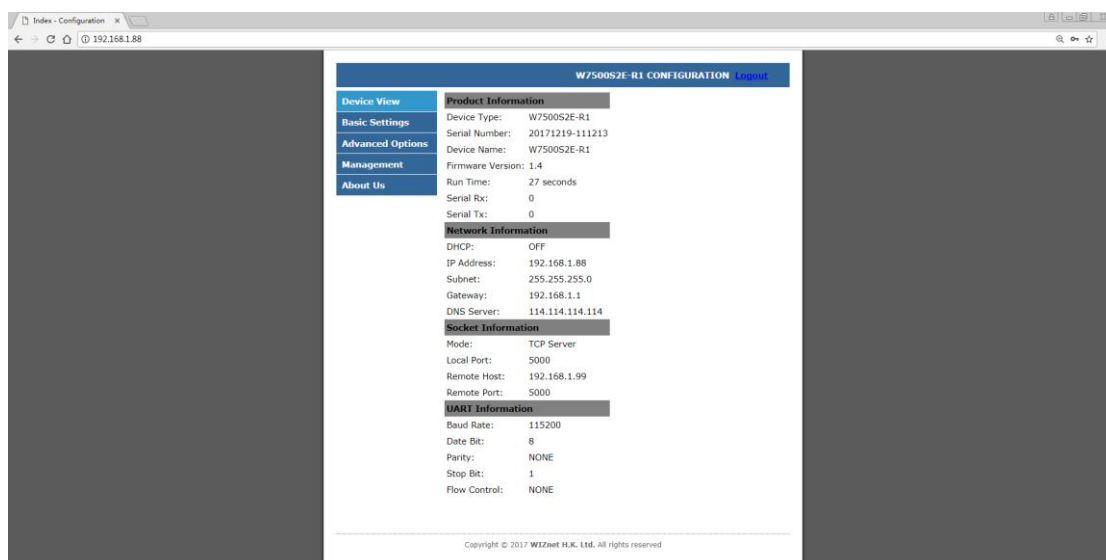 Index - Configuration
192.168.1.88
W7500S2E-R1 CONFIGURATION Logout
Device View
Basic Settings
Advanced Options
Management
About Us
Product Information
Device Type: W7500S2E-R1
Serial Number: 20171219-111213
Device Name: W7500S2E-R1
Firmware Version: 1.4
Run Time: 27 seconds
Serial Rx: 0
Serial Tx: 0
Network Information
DHCP: OFF
IP Address: 192.168.1.88
Subnet: 255.255.255.0
Gateway: 192.168.1.1
DNS Server: 114.114.114.114
Socket Information
Mode: TCP Server
Local Port: 5000
Remote Host: 192.168.1.99
Remote Port: 5000
UART Information
Baud Rate: 115200
Date Bit: 8
Parity: NONE
Stop Bit: 1
Flow Control: NONE
Copyright © 2017 WIZnet H.K. Ltd. All rights reserved